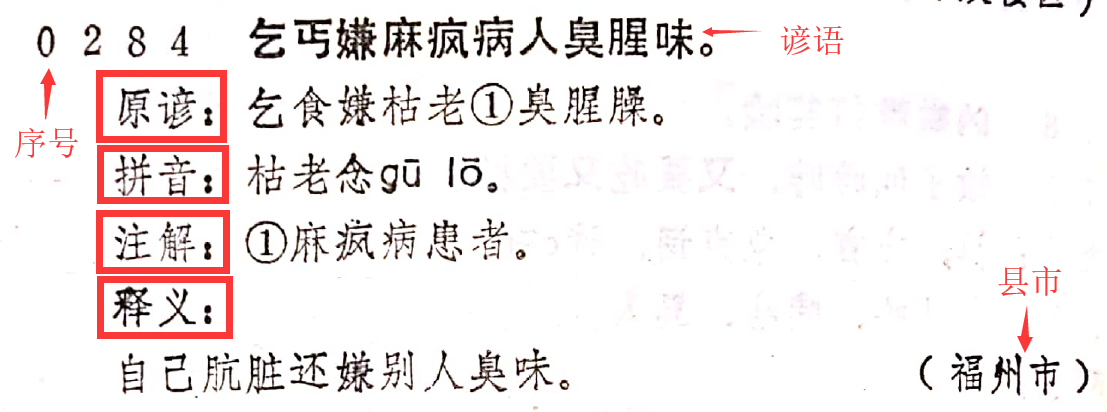 0284 乞丐嫌麻疯病人臭腥味。
谚语
原谚：乞食嫌枯老①臭腥臊。
序号
拼音：枯老念gū lō。
注解：①麻疯病患者。
释义：
县市
自己肮脏还嫌别人臭味。（福州市）